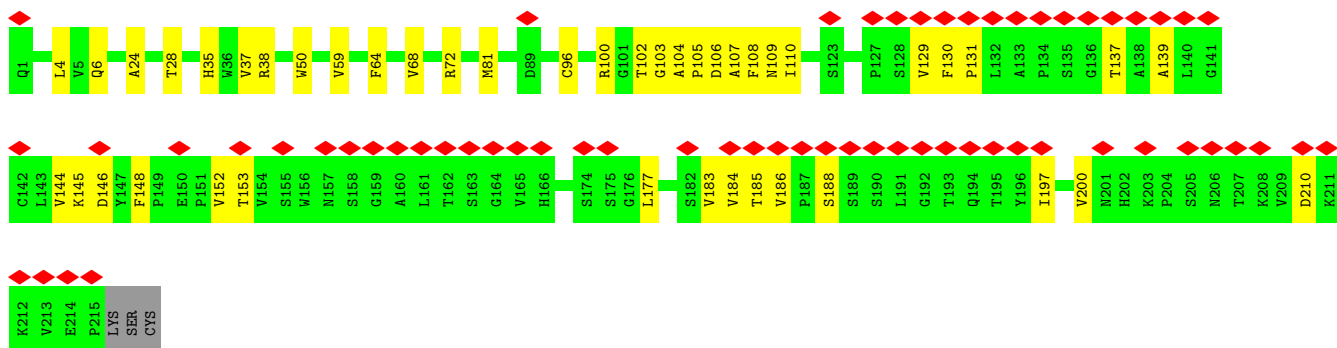 Q1 L4 V5 Q6 A24 T28 H35 W36 V37 R38 W50 V59 F64 V68 R72 M81 D89 C96 R100 G101 T102 G103 A104 P105 D106 A107 F108 N109 I110 S123 P127 S128 V129 F130 P131 L132 A133 P134 S135 G136 T137 A138 A139 L140 G141
C142 L143 V144 K145 D146 Y147 F148 P149 E150 P151 V152 T153 V154 S155 W156 N157 S158 G159 A160 L161 T162 S163 G164 V165 H166 S174 S175 G176 L177 S182 V183 V184 T185 V186 P187 S188 S189 S190 L191 G192 T193 Q194 T195 Y196 I197 V200 N201 H202 K203 P204 S205 N206 T207 K208 V209 D210 K211
K212 V213 E214 P215 LYS SER CYS